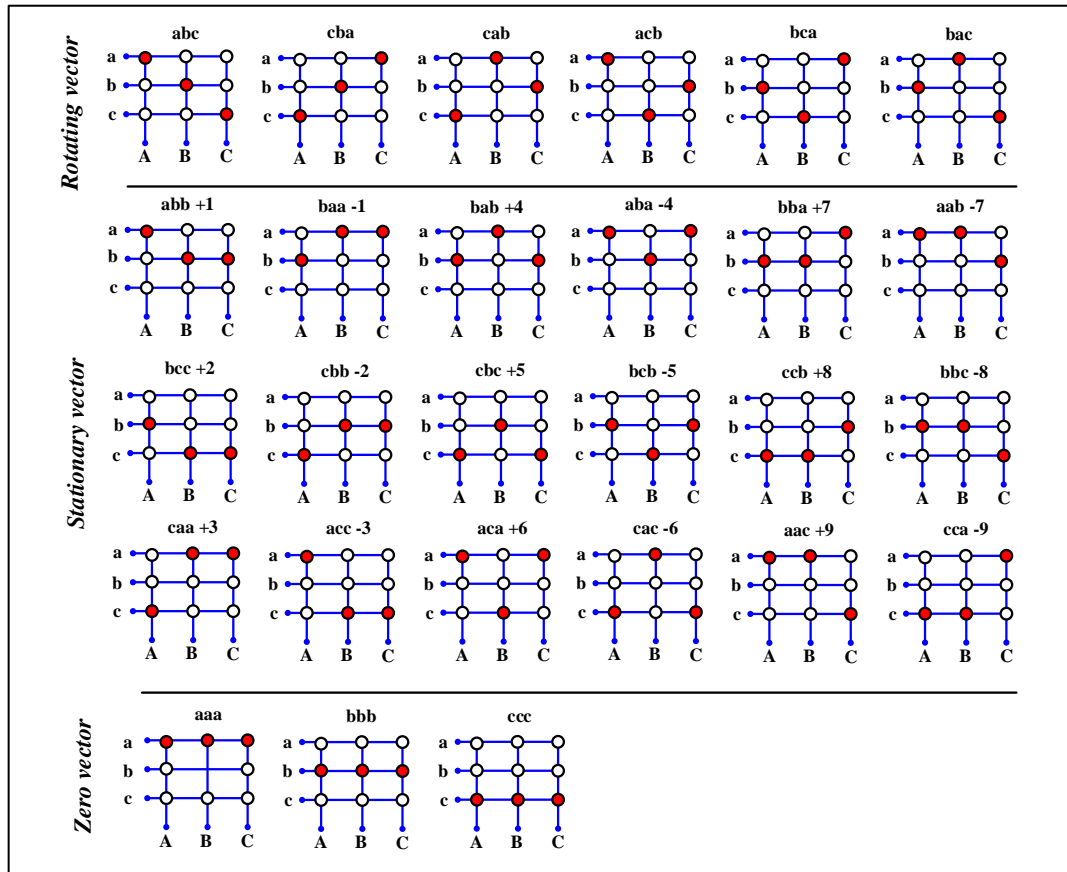 Rotating vector
abc cba cab acb bca bac
a a a a a a
b b b b b b
c c c c c c
A B C A B C A B C A B C A B C A B C
Stationary vector
abb +1 baa -1 bab +4 aba -4 bba +7 aab -7
a a a a a a
b b b b b b
c c c c c c
A B C A B C A B C A B C A B C A B C
bcc +2 cbb -2 cbc +5 bcb -5 ccb +8 bbc -8
a a a a a a
b b b b b b
c c c c c c
A B C A B C A B C A B C A B C A B C
caa +3 acc -3 aca +6 cac -6 aac +9 cca -9
a a a a a a
b b b b b b
c c c c c c
A B C A B C A B C A B C A B C A B C
Zero vector
aaa bbb ccc
a a a
b b b
c c c
A B C A B C A B C